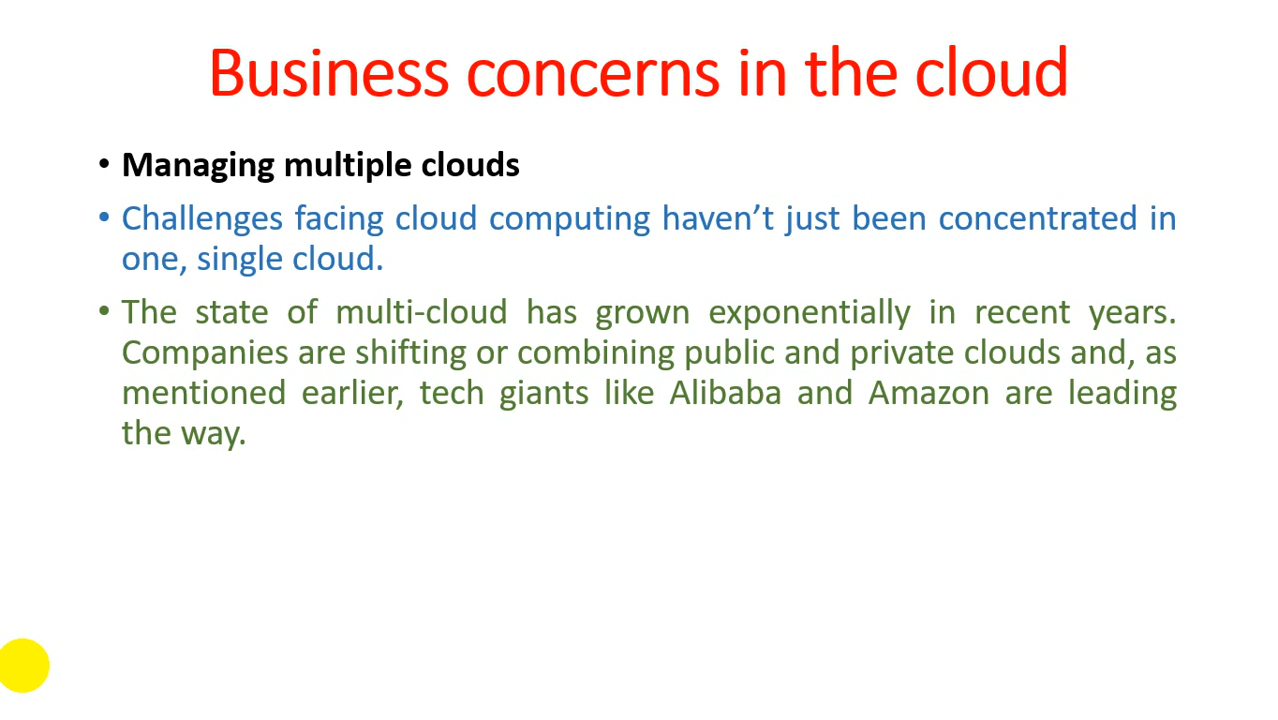 Business concerns in the cloud
• Managing multiple clouds
• Challenges facing cloud computing haven’t just been concentrated in
one, single cloud.
• The state of multi-cloud has grown exponentially in recent years.
Companies are shifting or combining public and private clouds and, as
mentioned earlier, tech giants like Alibaba and Amazon are leading
the way.